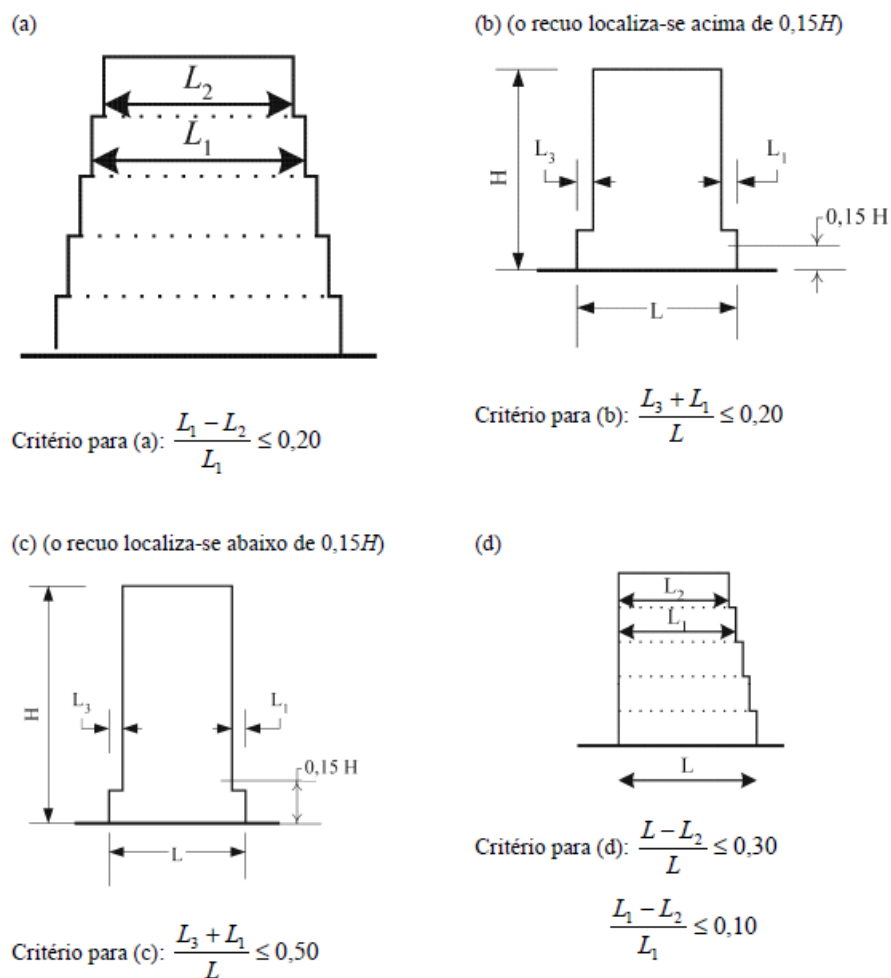 (a)
L₂
L₁
Critério para (a): (L₁ − L₂)/L₁ ≤ 0,20
(b) (o recuo localiza-se acima de 0,15H)
H
L₃
L₁
0,15 H
L
Critério para (b): (L₃ + L₁)/L ≤ 0,20
(c) (o recuo localiza-se abaixo de 0,15H)
H
L₃
L₁
0,15 H
L
Critério para (c): (L₃ + L₁)/L ≤ 0,50
(d)
L₂
L₁
L
Critério para (d): (L − L₂)/L ≤ 0,30
(L₁ − L₂)/L₁ ≤ 0,10